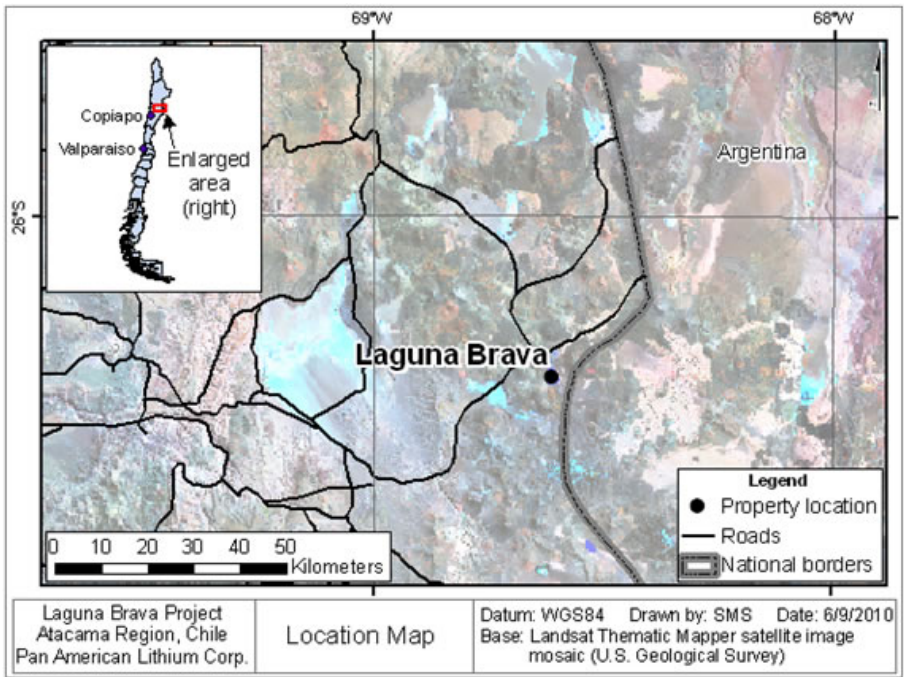 69°W
68°W
Copiapo
Valparaiso
Enlarged
area
(right)
Argentina
26°S
Laguna Brava
Legend
Property location
Roads
National borders
0 10 20 30 40 50
Kilometers
Laguna Brava Project
Atacama Region, Chile
Pan American Lithium Corp.
Location Map
Datum: WGS84 Drawn by: SMS Date: 6/9/2010
Base: Landsat Thematic Mapper satellite image
mosaic (U.S. Geological Survey)